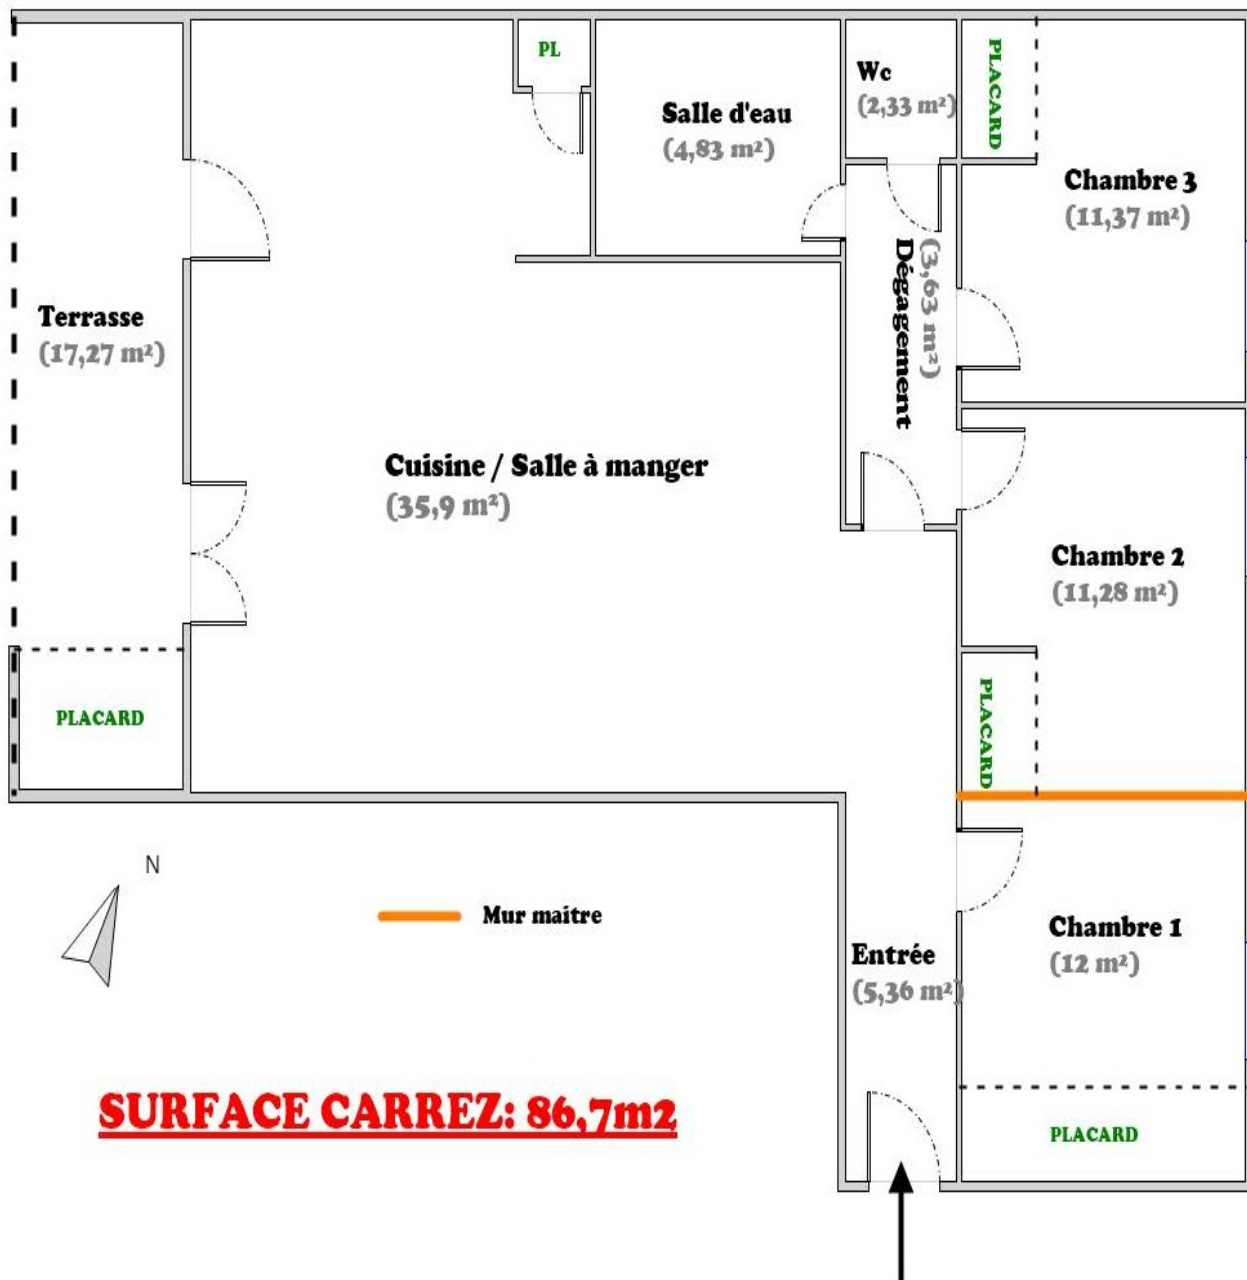 PL
Wc
(2,33 m²)
PLACARD
Salle d'eau
(4,83 m²)
Chambre 3
(11,37 m²)
Dégagement
(3,63 m²)
Terrasse
(17,27 m²)
Cuisine / Salle à manger
(35,9 m²)
Chambre 2
(11,28 m²)
PLACARD
PLACARD
N
Mur maitre
Chambre 1
(12 m²)
Entrée
(5,36 m²)
SURFACE CARREZ: 86,7m2
PLACARD